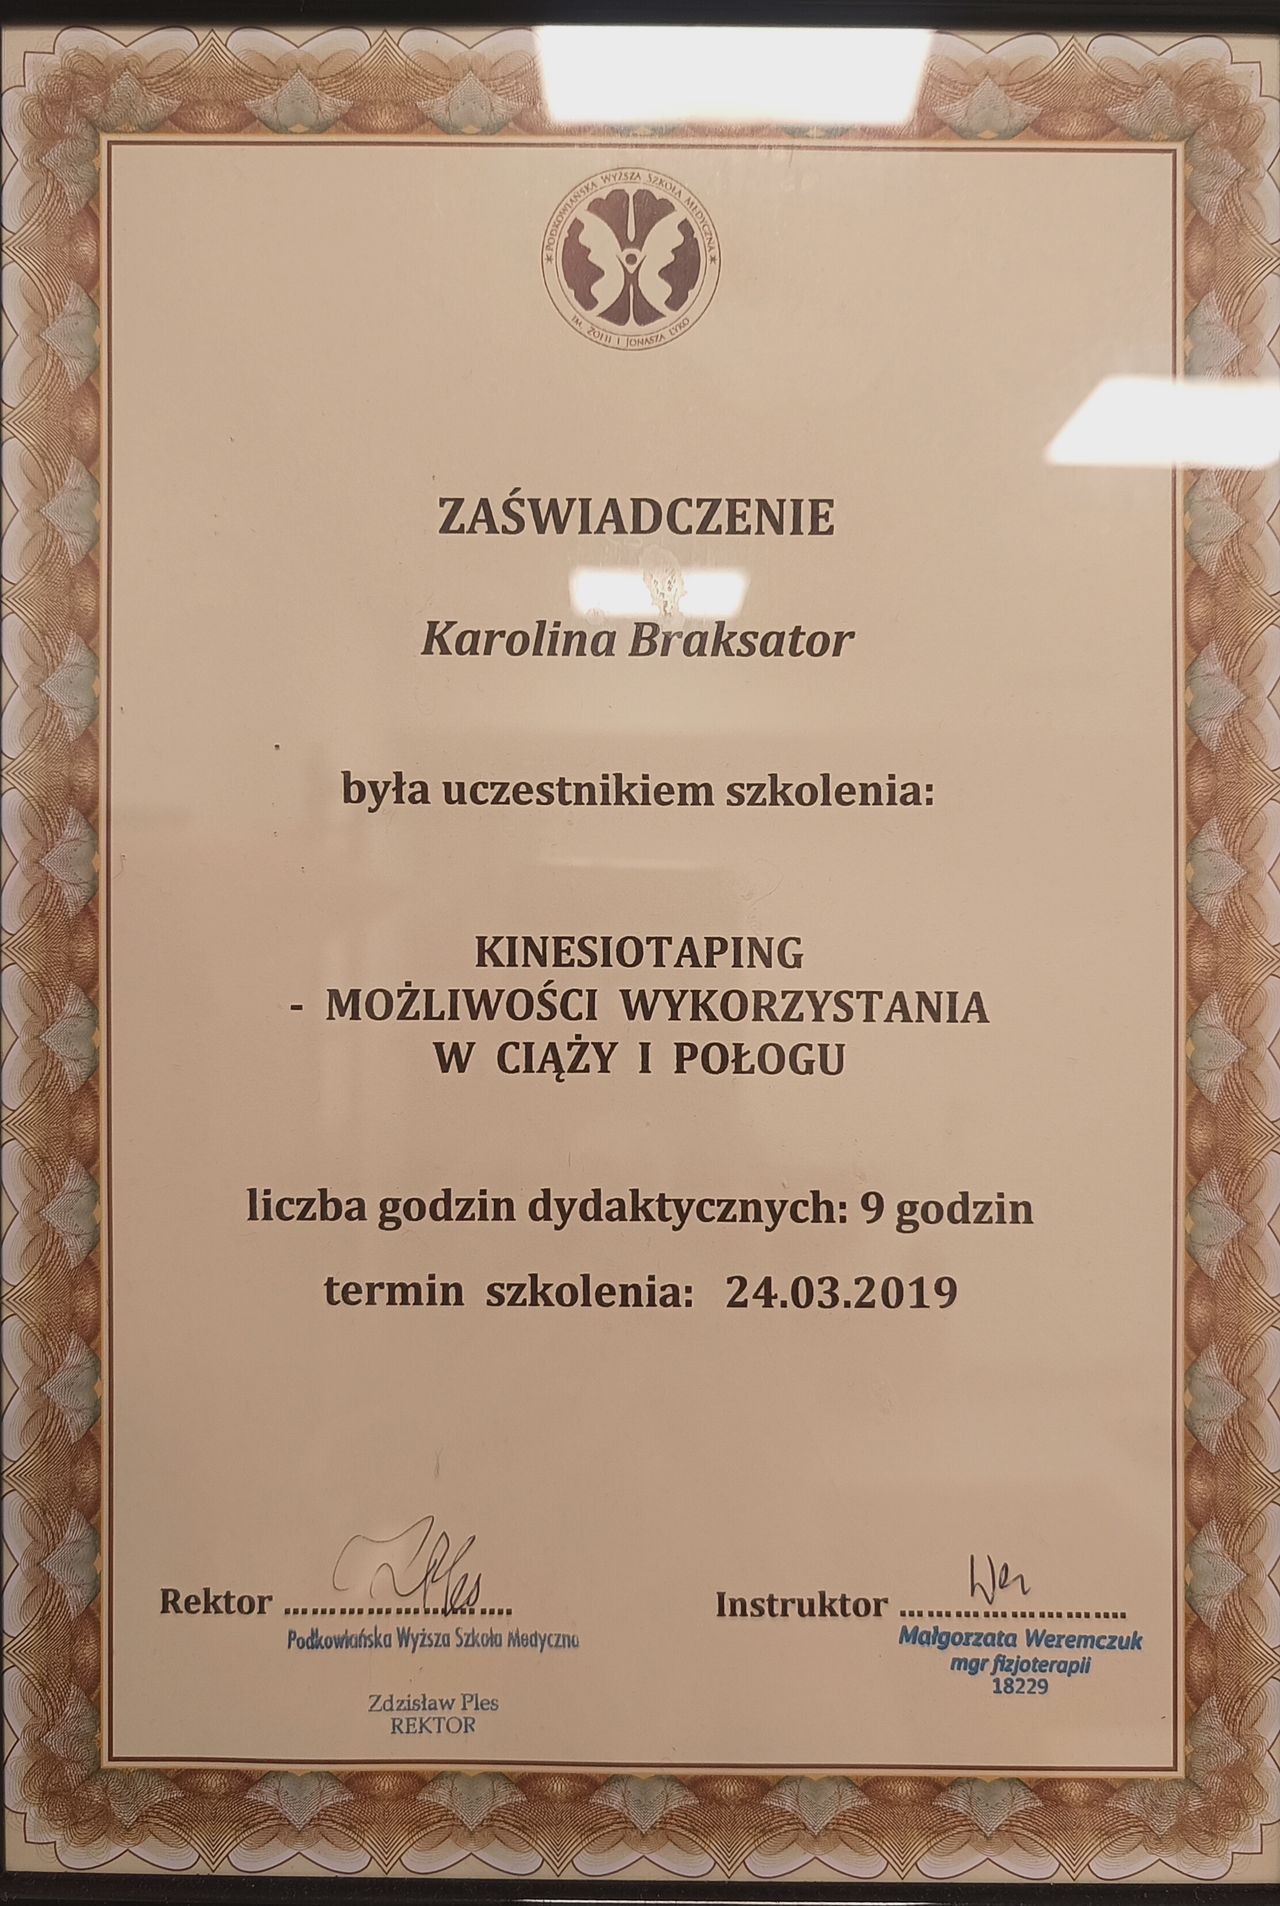 PODKOWIAŃSKA WYŻSZA SZKOŁA MEDYCZNA
IM. ZOFII I JONASZA ŁYKO
ZAŚWIADCZENIE
Karolina Braksator
była uczestnikiem szkolenia:
KINESIOTAPING
- MOŻLIWOŚCI WYKORZYSTANIA
W CIĄŻY I POŁOGU
liczba godzin dydaktycznych: 9 godzin
termin szkolenia: 24.03.2019
Rektor
Podkowiańska Wyższa Szkoła Medyczna
Zdzisław Ples
REKTOR
Instruktor
Małgorzata Weremczuk
mgr fizjoterapii
18229